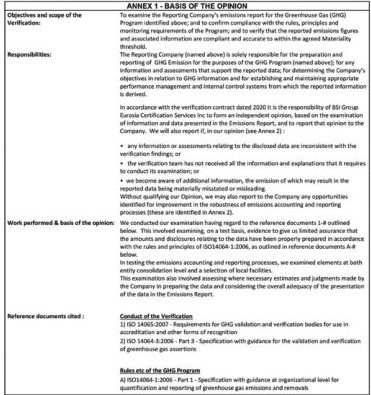 ANNEX 1 - BASIS OF THE OPINION
Objectives and scope of the Verification:
To examine the Reporting Company's emissions report for the Greenhouse Gas (GHG)
Program identified above; and to confirm compliance with the rules, principles and
monitoring requirements of the Program; and to verify that the reported emissions figures
and associated information are compliant and accurate to within the agreed Materiality
threshold.
Responsibilities:
The Reporting Company (named above) is solely responsible for the preparation and
reporting of GHG Emission for the purposes of the GHG Program (named above); for any
information and assessments that support the reported data; for determining the Company's
objectives in relation to GHG information and for establishing and maintaining appropriate
performance management and internal control systems from which the reported information
is derived.
In accordance with the verification contract dated 2020 it is the responsibility of BSI Group
Eurasia Certification Services Inc to form an independent opinion, based on the examination
of information and data presented in the Emissions Report, and to report that opinion to the
Company. We will also report if, in our opinion (see Annex 2) :
• any information or assessments relating to the disclosed data are inconsistent with the
verification findings; or
• the verification team has not received all the information and explanations that it requires
to conduct its examination; or
• we become aware of additional information, the omission of which may result in the
reported data being materially misstated or misleading.
Without qualifying our Opinion, we may also report to the Company any opportunities
identified for improvement in the robustness of emissions accounting and reporting
processes (these are identified in Annex 2).
Work performed & basis of the opinion:
We conducted our examination having regard to the reference documents 1-# outlined
below. This involved examining, on a test basis, evidence to give us limited assurance that
the amounts and disclosures relating to the data have been properly prepared in accordance
with the rules and principles of ISO14064-1:2006, as outlined in reference documents A-#
below.
In testing the emissions accounting and reporting processes, we examined elements at both
entity consolidation level and a selection of local facilities.
This examination also involved assessing where necessary estimates and judgments made by
the Company in preparing the data and considering the overall adequacy of the presentation
of the data in the Emissions Report.
Reference documents cited :
Conduct of the Verification
1) ISO 14065:2007 - Requirements for GHG validation and verification bodies for use in
accreditation and other forms of recognition
2) ISO 14064-3:2006 - Part 3 - Specification with guidance for the validation and verification
of greenhouse gas assertions
Rules etc of the GHG Program
A) ISO14064-1:2006 - Part 1 - Specification with guidance at organizational level for
quantification and reporting of greenhouse gas emissions and removals